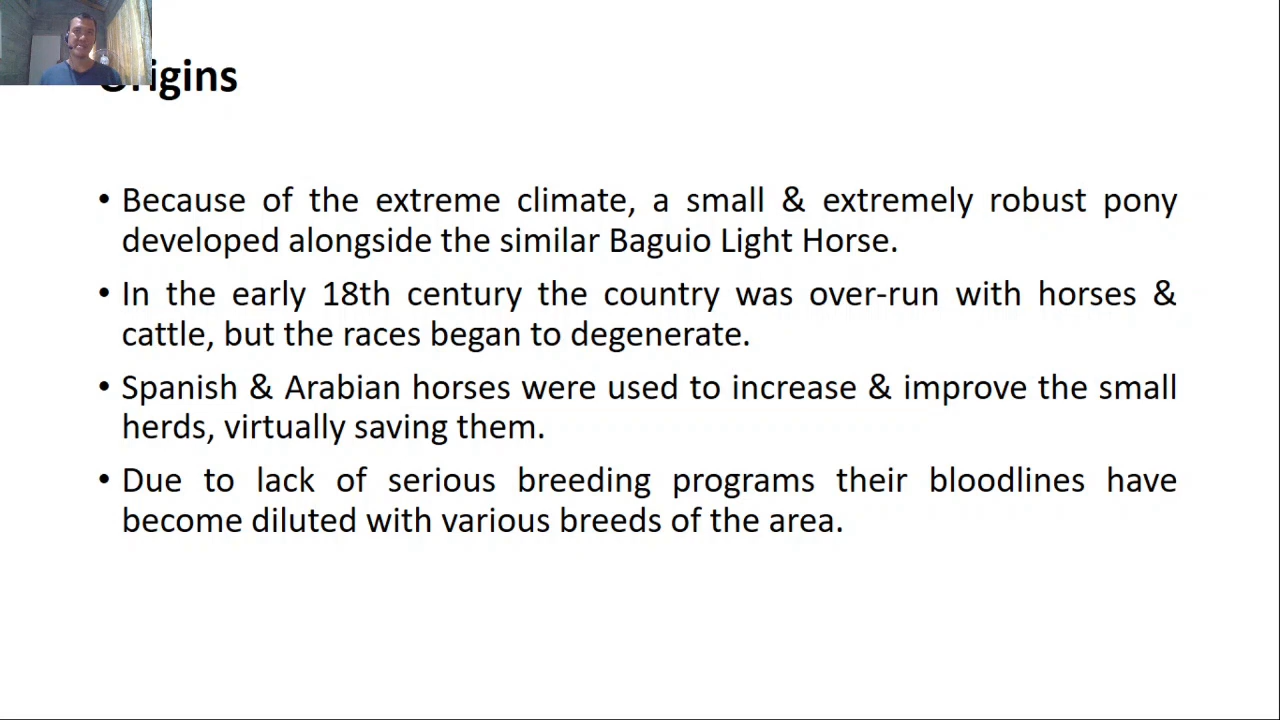 Origins
• Because of the extreme climate, a small & extremely robust pony
developed alongside the similar Baguio Light Horse.
• In the early 18th century the country was over-run with horses &
cattle, but the races began to degenerate.
• Spanish & Arabian horses were used to increase & improve the small
herds, virtually saving them.
• Due to lack of serious breeding programs their bloodlines have
become diluted with various breeds of the area.